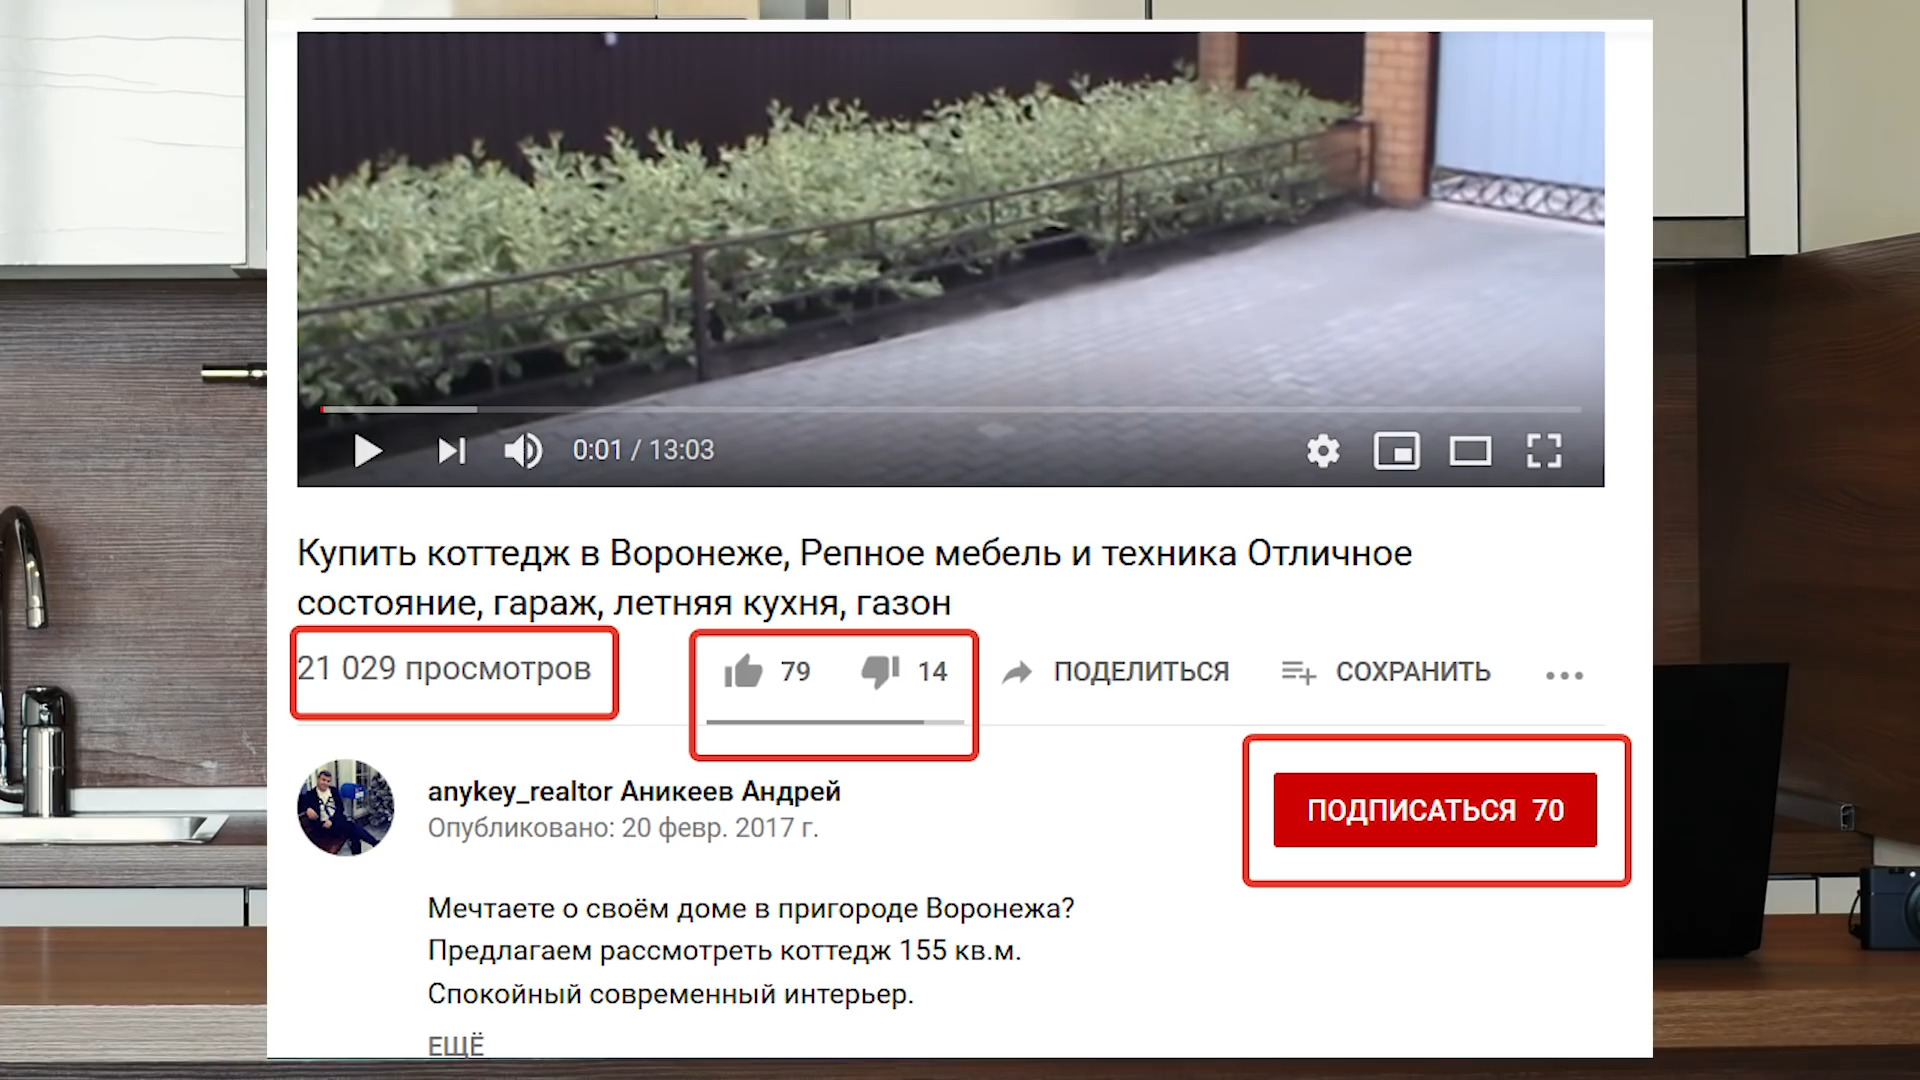 0:01 / 13:03
Купить коттедж в Воронеже, Репное мебель и техника Отличное
состояние, гараж, летняя кухня, газон
21 029 просмотров
79
14
ПОДЕЛИТЬСЯ
СОХРАНИТЬ
anykey_realtor Аникеев Андрей
Опубликовано: 20 февр. 2017 г.
ПОДПИСАТЬСЯ 70
Мечтаете о своём доме в пригороде Воронежа?
Предлагаем рассмотреть коттедж 155 кв.м.
Спокойный современный интерьер.
ЕЩЁ